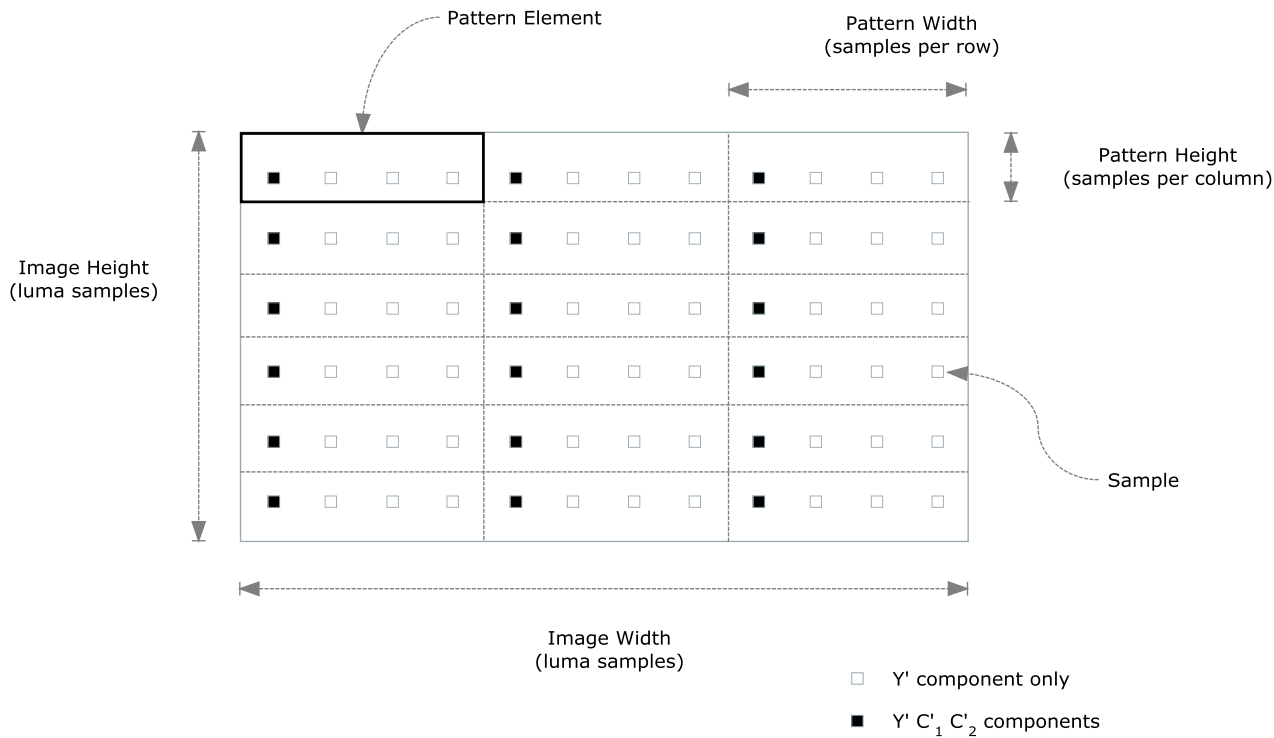 Pattern Element
Pattern Width
(samples per row)
Pattern Height
(samples per column)
Image Height
(luma samples)
Sample
Image Width
(luma samples)
Y' component only
Y' C'1 C'2 components